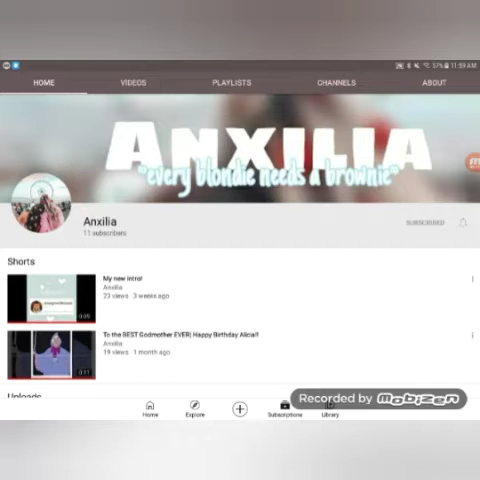 57% 11:59 AM
HOME VIDEOS PLAYLISTS CHANNELS ABOUT
ANXILIA
"every blondie needs a brownie"
Anxilia
11 subscribers
SUBSCRIBED
Shorts
My new intro!
Anxilia
23 views · 3 weeks ago
0:05
To the BEST Godmother EVER| Happy Birthday Alicia!!
Anxilia
19 views · 1 month ago
0:11
Uploads
Recorded by Mobizen
Home Explore Subscriptions Library